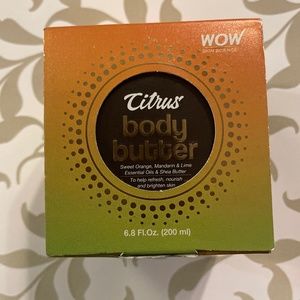 WOW
SKIN SCIENCE
Citrus
body
butter
Sweet Orange, Mandarin & Lime
Essential Oils & Shea Butter
To help refresh, nourish
and brighten skin
6.8 Fl.Oz. (200 ml)